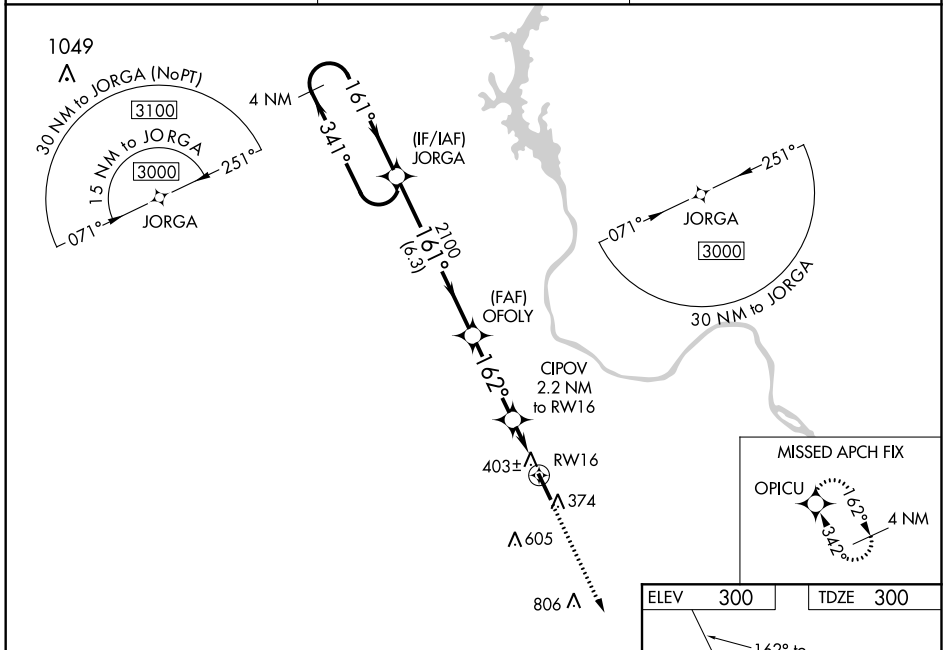 1049
30 NM to JORGA (NoPT)
3100
15 NM to JORGA
3000
071°
251°
JORGA
4 NM
161°
341°
(IF/IAF)
JORGA
2100
161°
(6.3)
(FAF)
OFOLY
162°
CIPOV
2.2 NM
to RW16
403±
RW16
374
605
806
251°
071°
JORGA
3000
30 NM to JORGA
MISSED APCH FIX
OPICU
162°
342°
4 NM
ELEV 300
TDZE 300
162° to